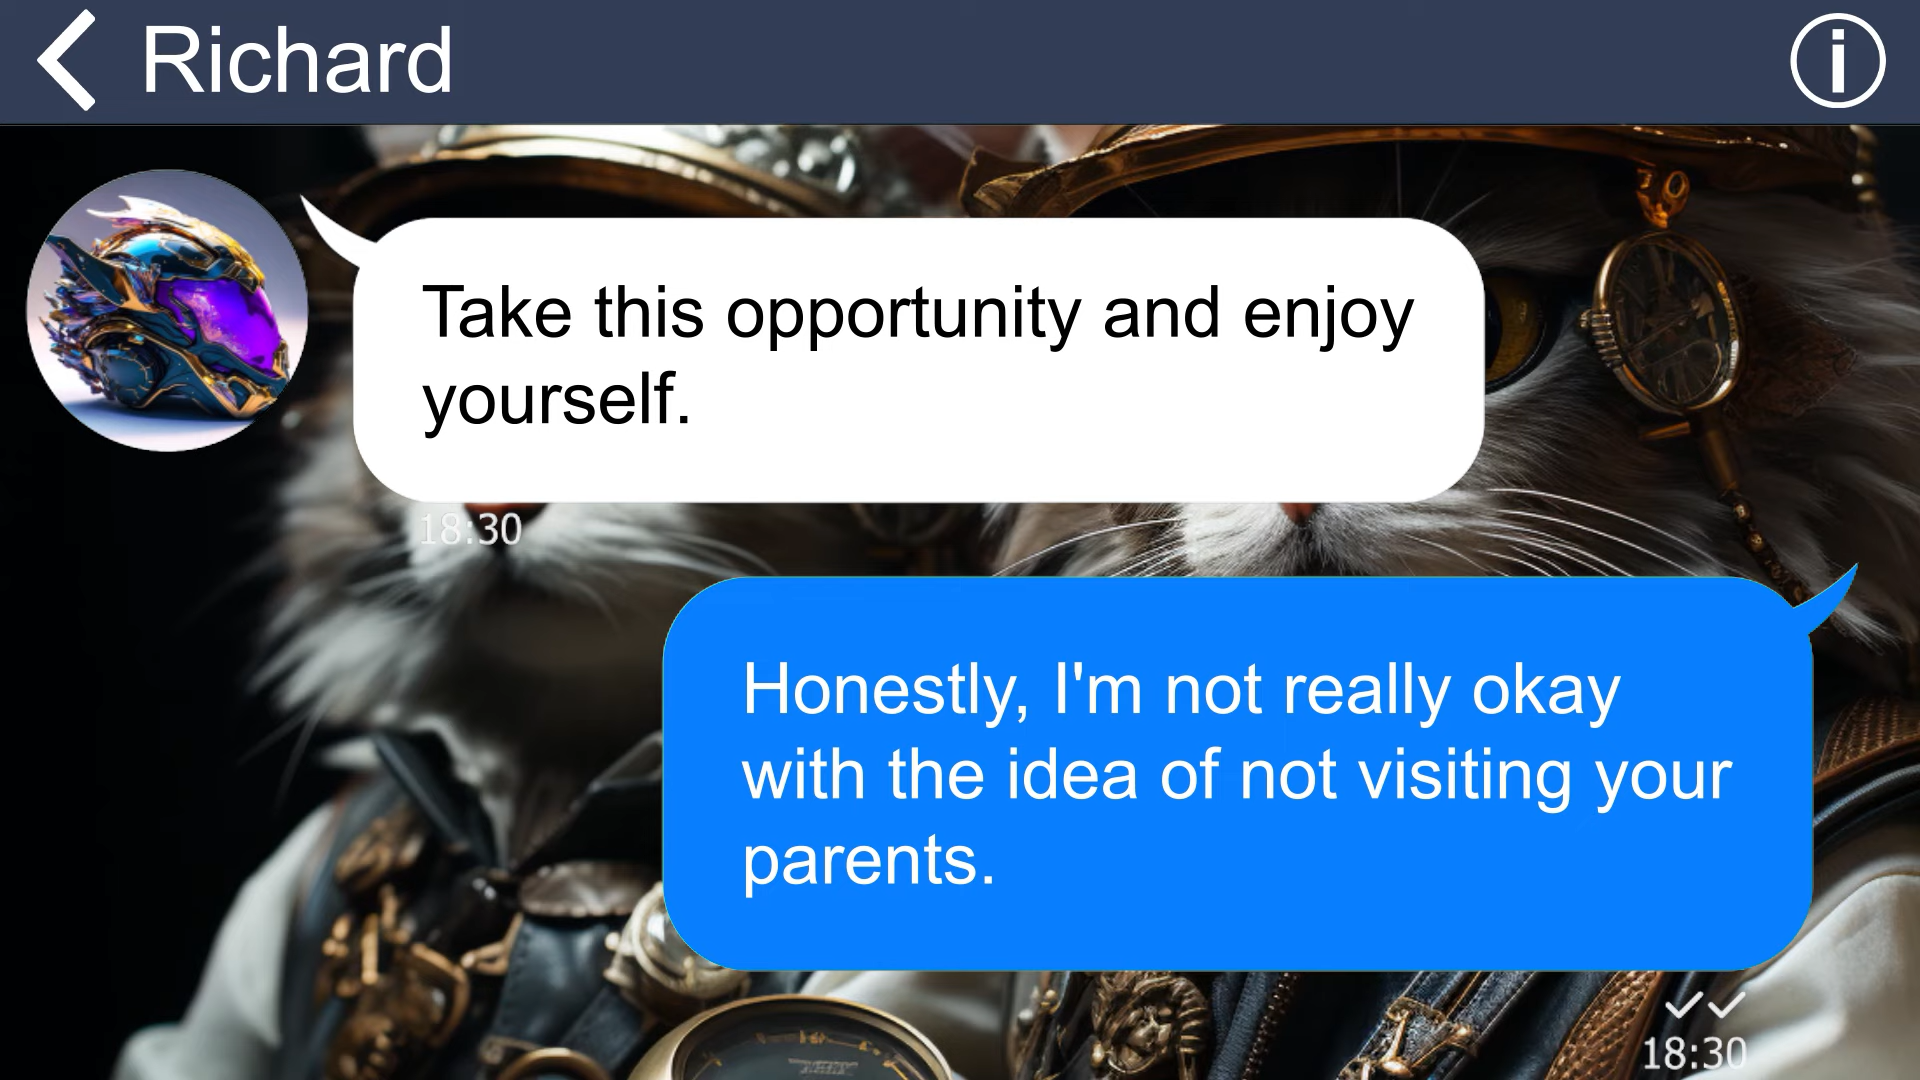 Richard
Take this opportunity and enjoy
yourself.
18:30
Honestly, I'm not really okay
with the idea of not visiting your
parents.
18:30